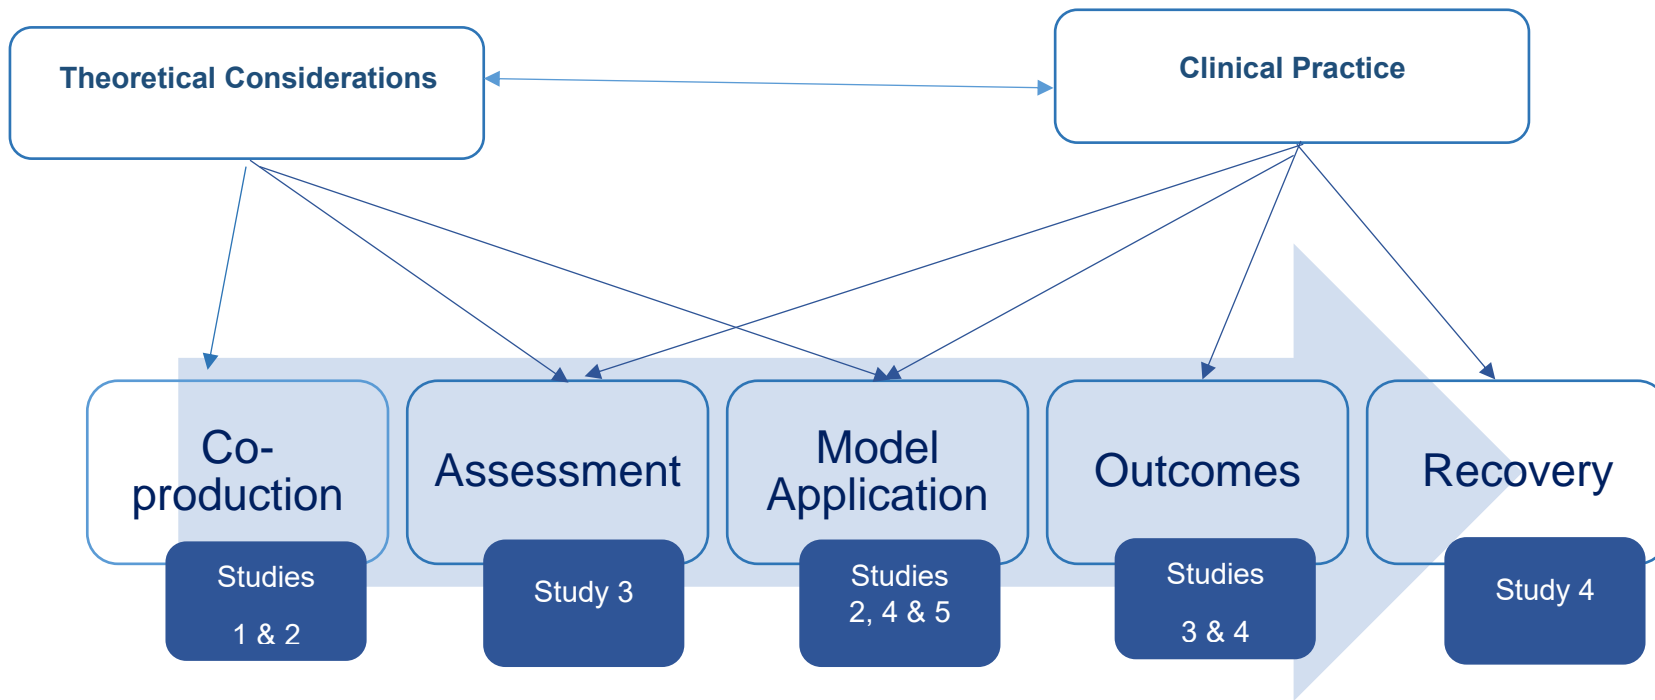 Theoretical Considerations
Clinical Practice
Co-
production
Assessment
Model
Application
Outcomes
Recovery
Studies
1 & 2
Study 3
Studies
2, 4 & 5
Studies
3 & 4
Study 4